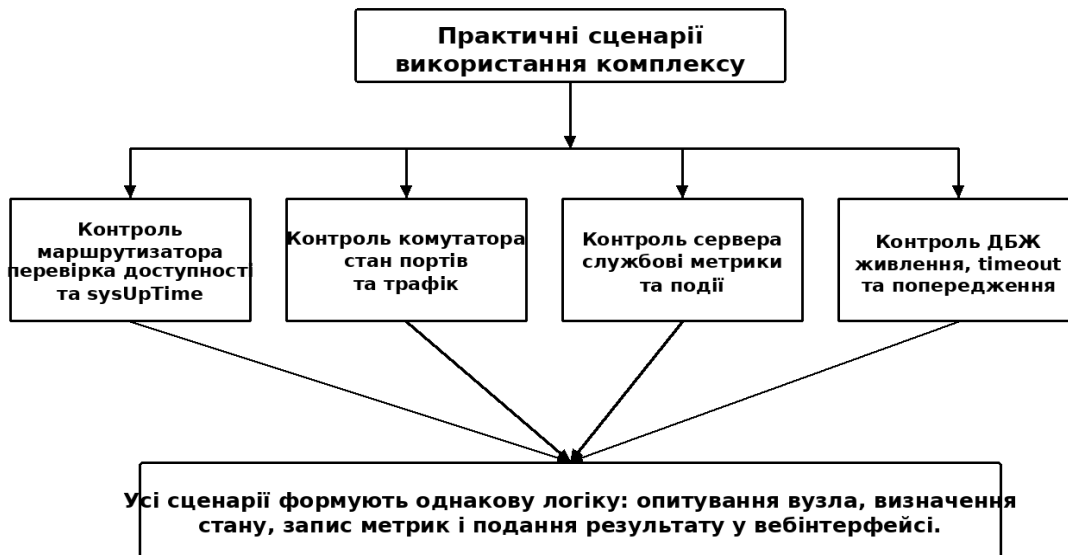 Практичні сценарії
використання комплексу
Контроль
маршрутизатора
перевірка доступності
та sysUpTime
Контроль комутатора
стан портів
та трафік
Контроль сервера
службові метрики
та події
Контроль ДБЖ
живлення, timeout
та попередження
Усі сценарії формують однакову логіку: опитування вузла, визначення
стану, запис метрик і подання результату у вебінтерфейсі.